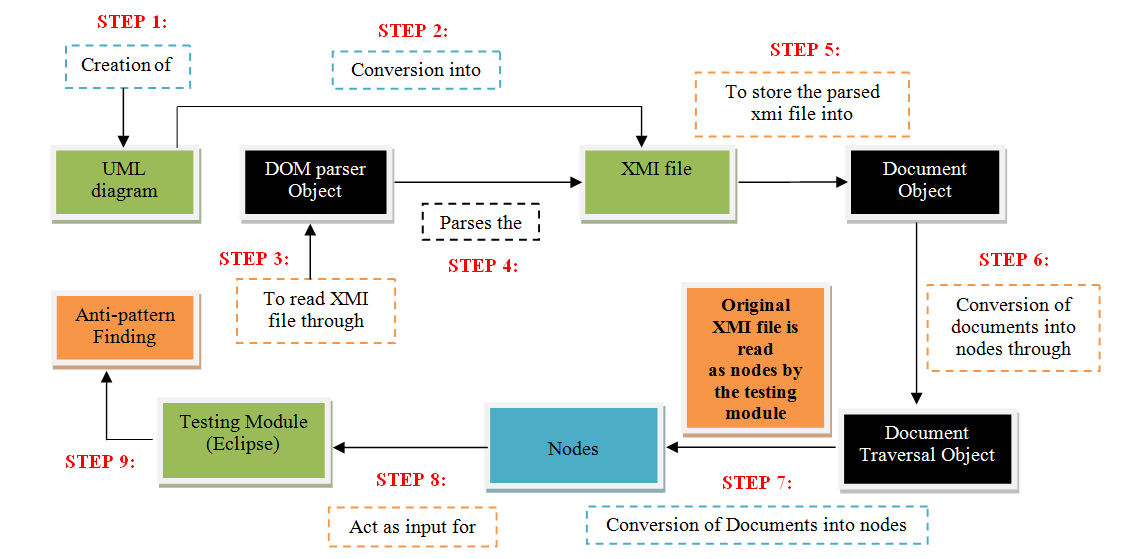 STEP 1:
Creation of
STEP 2:
Conversion into
STEP 5:
To store the parsed
xmi file into
UML
diagram
DOM parser
Object
XMI file
Document
Object
Parses the
STEP 3:
STEP 4:
STEP 6:
To read XMI
file through
Anti-pattern
Finding
Original
XMI file is
read
as nodes by
the testing
module
Conversion of
documents into
nodes through
Testing Module
(Eclipse)
Nodes
Document
Traversal Object
STEP 9:
STEP 8:
STEP 7:
Act as input for
Conversion of Documents into nodes